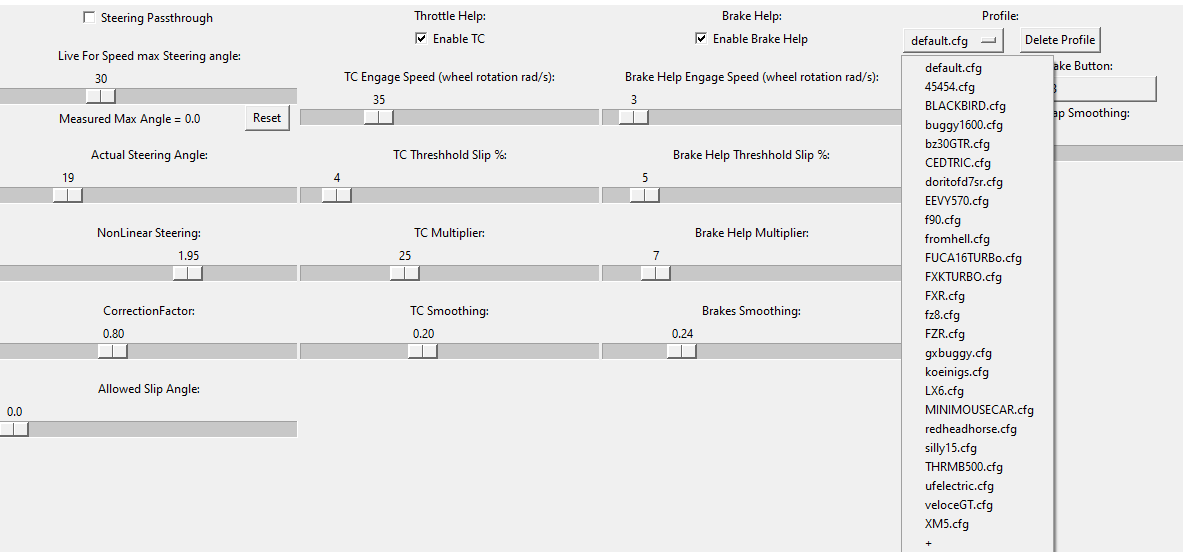 Steering Passthrough
Live For Speed max Steering angle:
30
Measured Max Angle = 0.0
Reset
Actual Steering Angle:
19
NonLinear Steering:
1.95
CorrectionFactor:
0.80
Allowed Slip Angle:
0.0
Throttle Help:
Enable TC
TC Engage Speed (wheel rotation rad/s):
35
TC Threshhold Slip %:
4
TC Multiplier:
25
TC Smoothing:
0.20
Brake Help:
Enable Brake Help
Brake Help Engage Speed (wheel rotation rad/s):
3
Brake Help Threshhold Slip %:
5
Brake Help Multiplier:
7
Brakes Smoothing:
0.24
Profile:
default.cfg
Delete Profile
default.cfg
45454.cfg
BLACKBIRD.cfg
buggy1600.cfg
bz30GTR.cfg
CEDTRIC.cfg
doritofd7sr.cfg
EEVY570.cfg
f90.cfg
fromhell.cfg
FUCA16TURBo.cfg
FXKTURBO.cfg
FXR.cfg
fz8.cfg
FZR.cfg
gxbuggy.cfg
koeinigs.cfg
LX6.cfg
MINIMOUSECAR.cfg
redheadhorse.cfg
silly15.cfg
THRMB500.cfg
ufelectric.cfg
veloceGT.cfg
XM5.cfg
+
ake Button:
ap Smoothing: